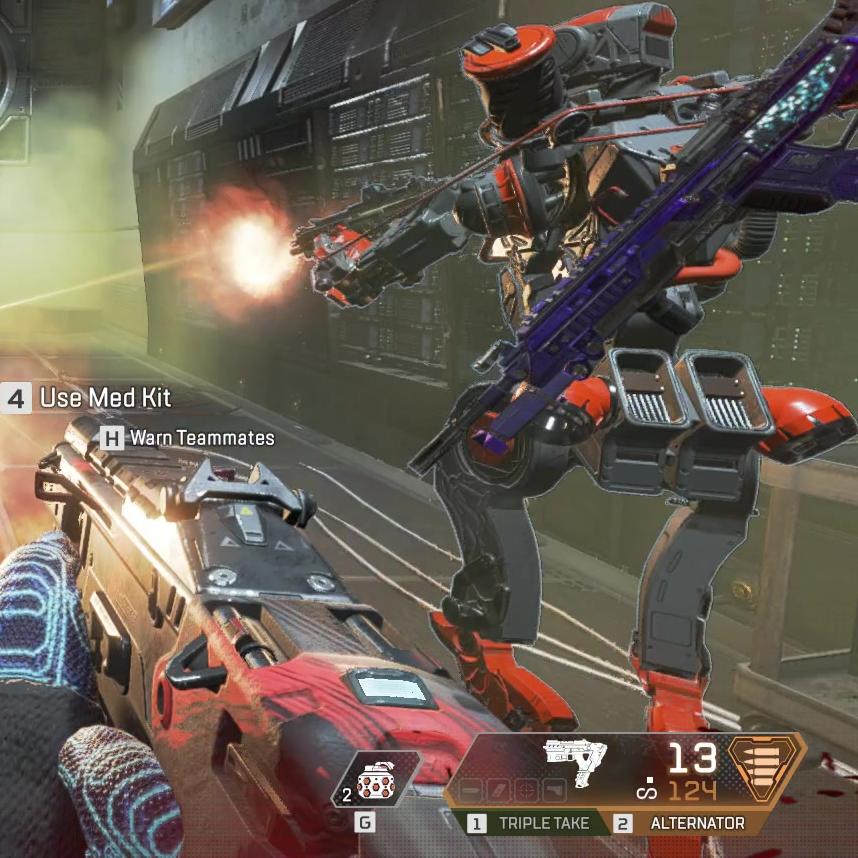 4 Use Med Kit
H Warn Teammates
2
G
13
∞ 124
1 TRIPLE TAKE 2 ALTERNATOR